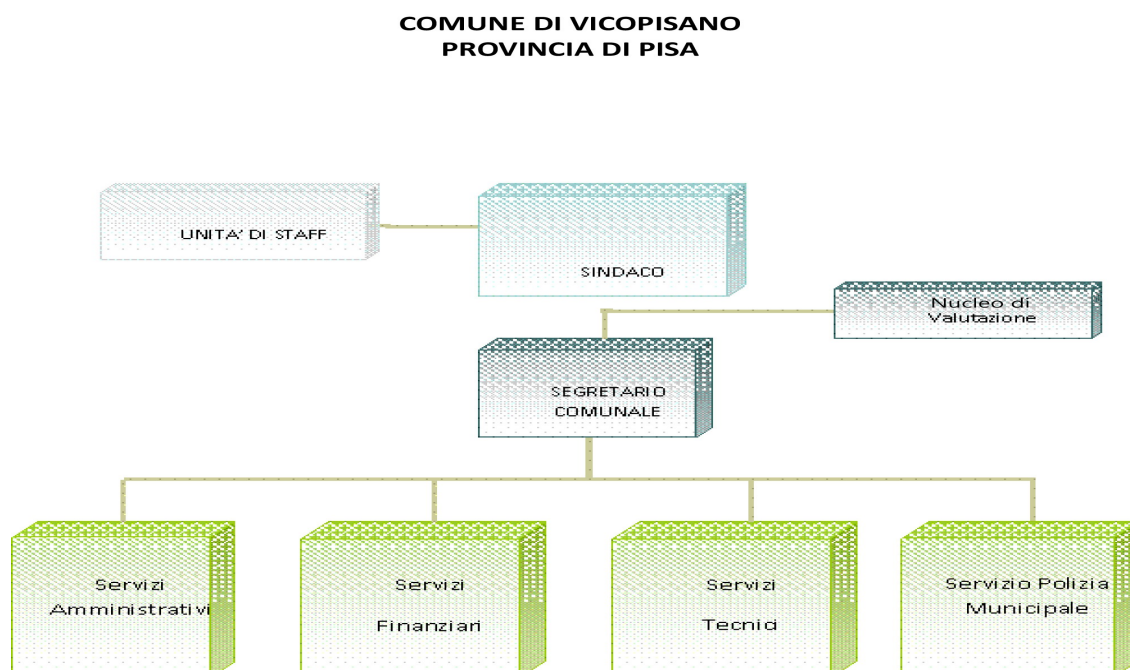 COMUNE DI VICOPISANO
PROVINCIA DI PISA
UNITA' DI STAFF
SINDACO
Nucleo di
Valutazione
SEGRETARIO
COMUNALE
Servizi
Amministrativi
Servizi
Finanziari
Servizi
Tecnici
Servizio Polizia
Municipale